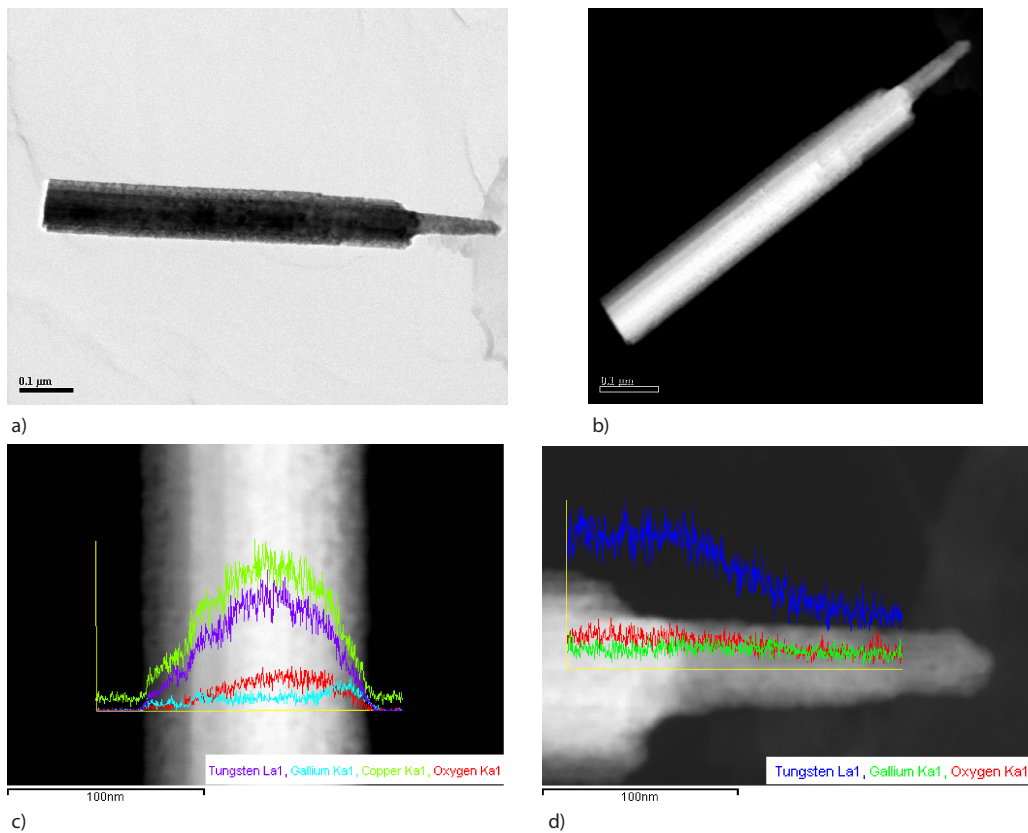 0.1 µm
0.1 µm
a)
b)
Tungsten La1, Gallium Ka1, Copper Ka1, Oxygen Ka1
100nm
Tungsten La1, Gallium Ka1, Oxygen Ka1
100nm
c)
d)